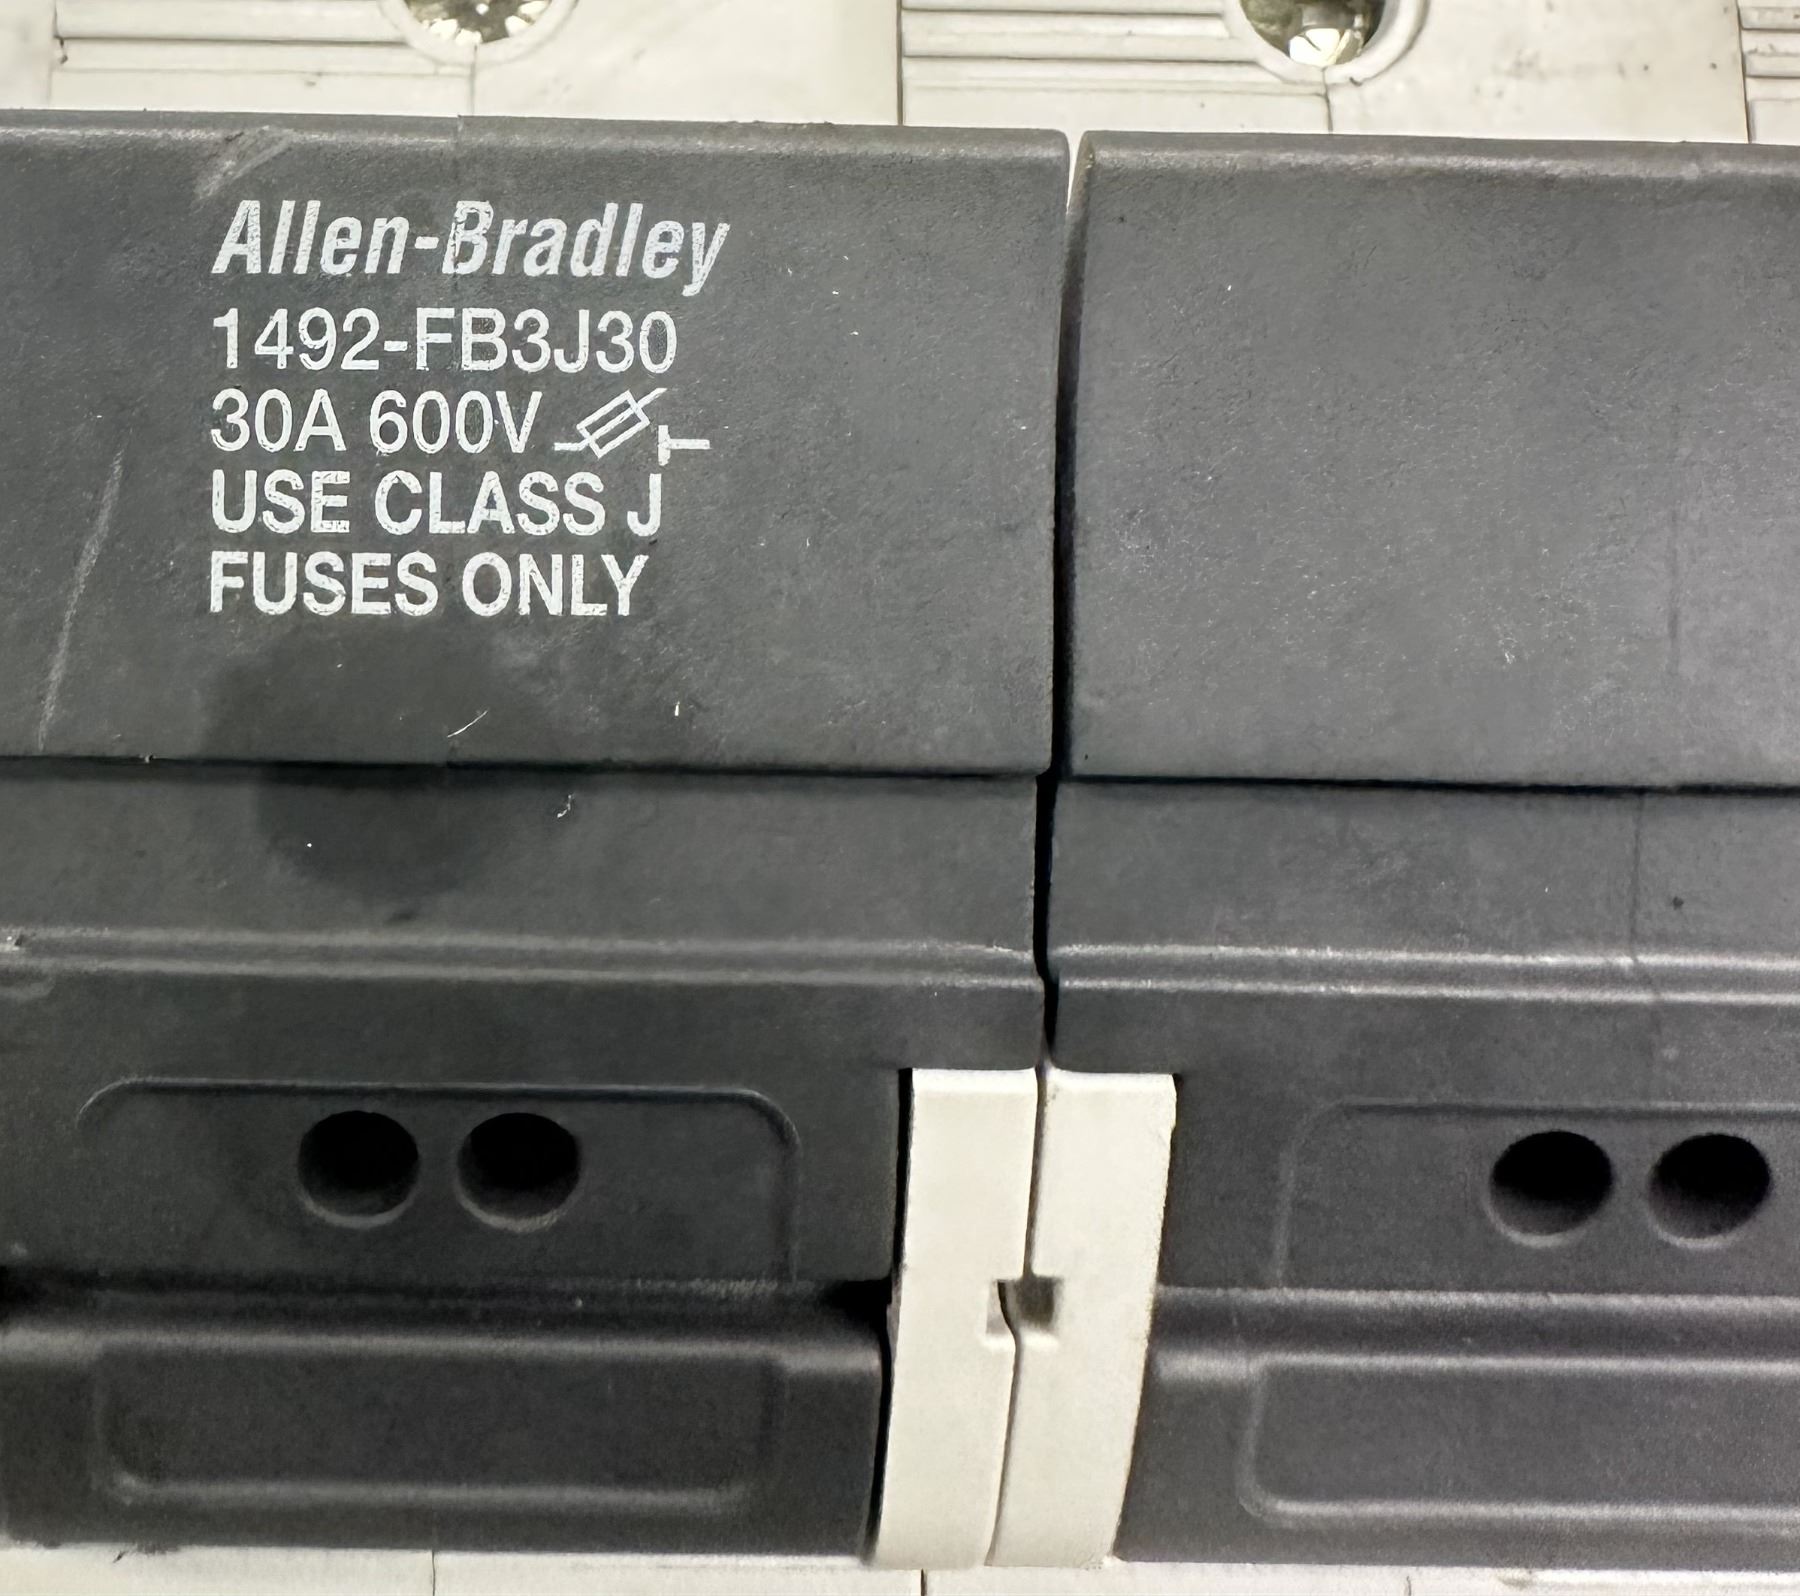 Allen-Bradley
1492-FB3J30
30A 600V
USE CLASS J
FUSES ONLY